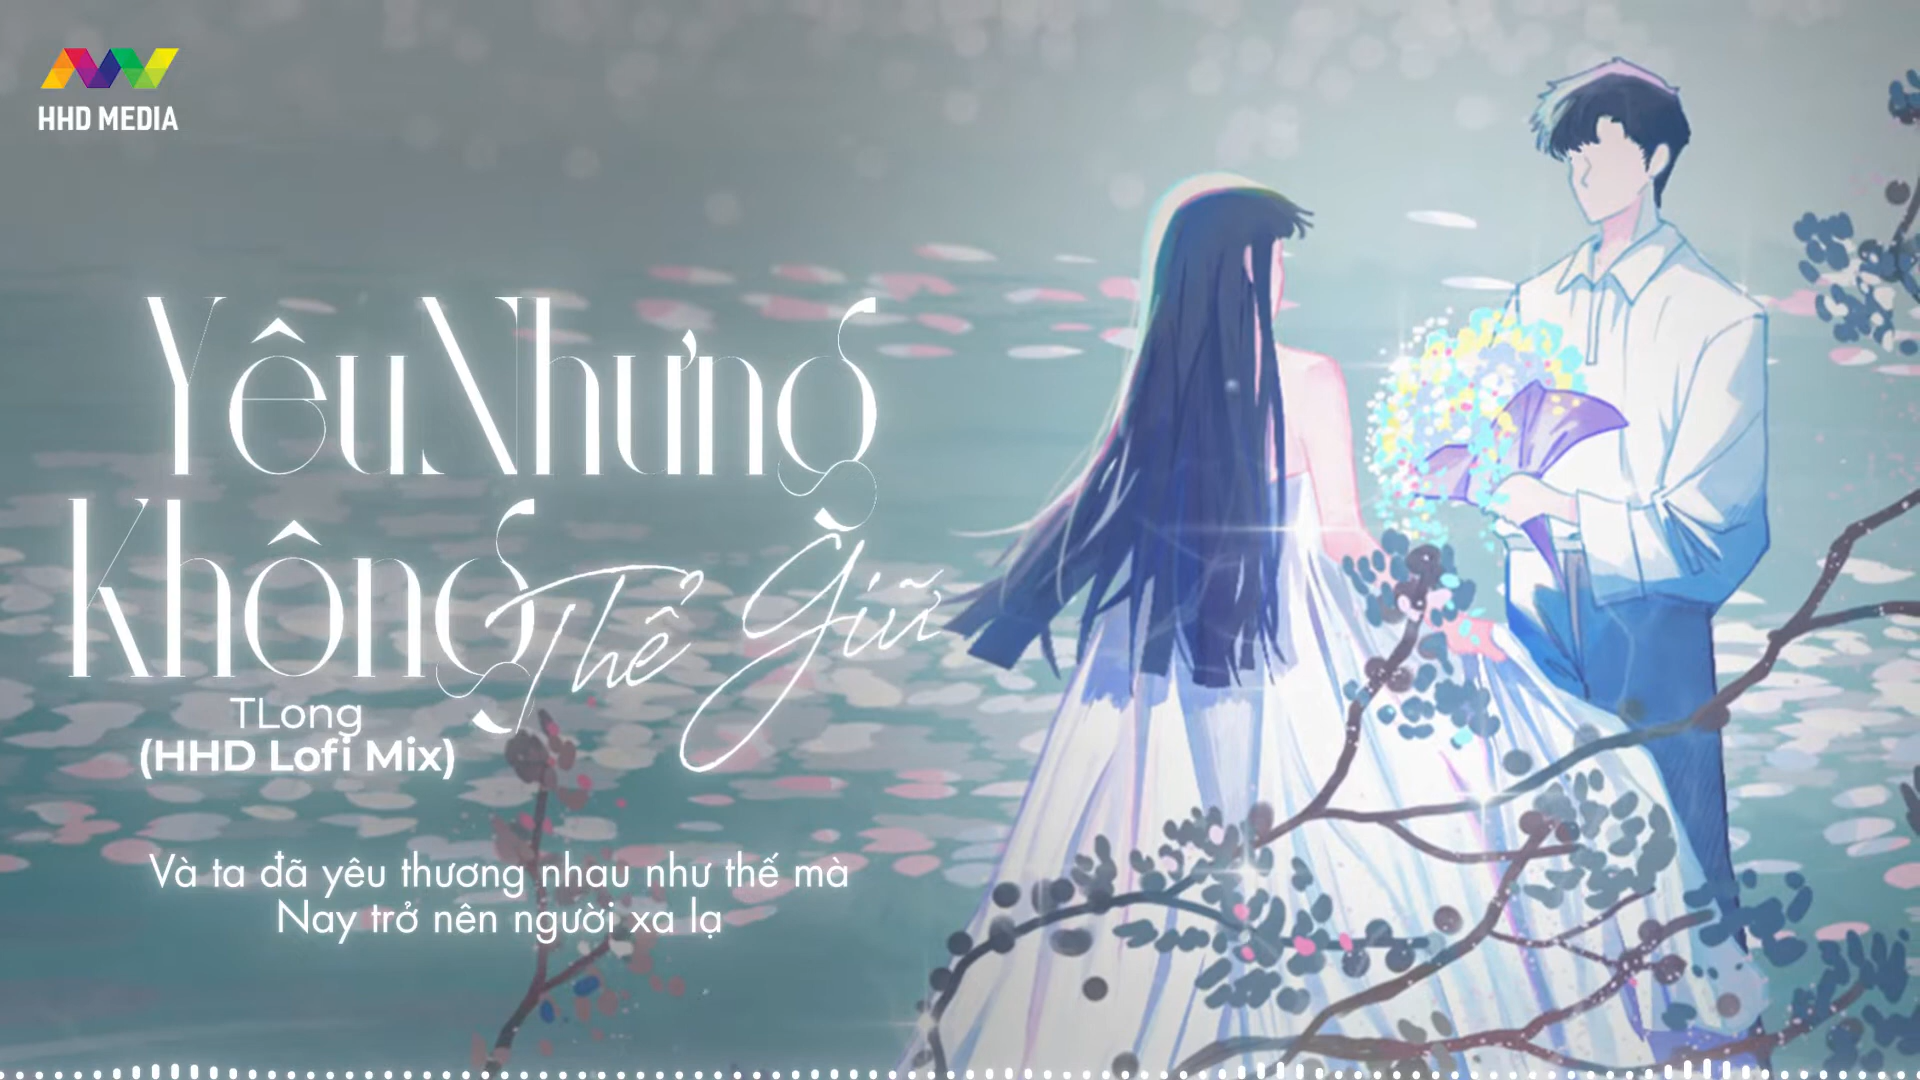 HHD MEDIA
Yêu Nhưng
Không Thể Giữ
TLong
(HHD Lofi Mix)
Và ta đã yêu thương nhau như thế mà
Nay trở nên người xa lạ